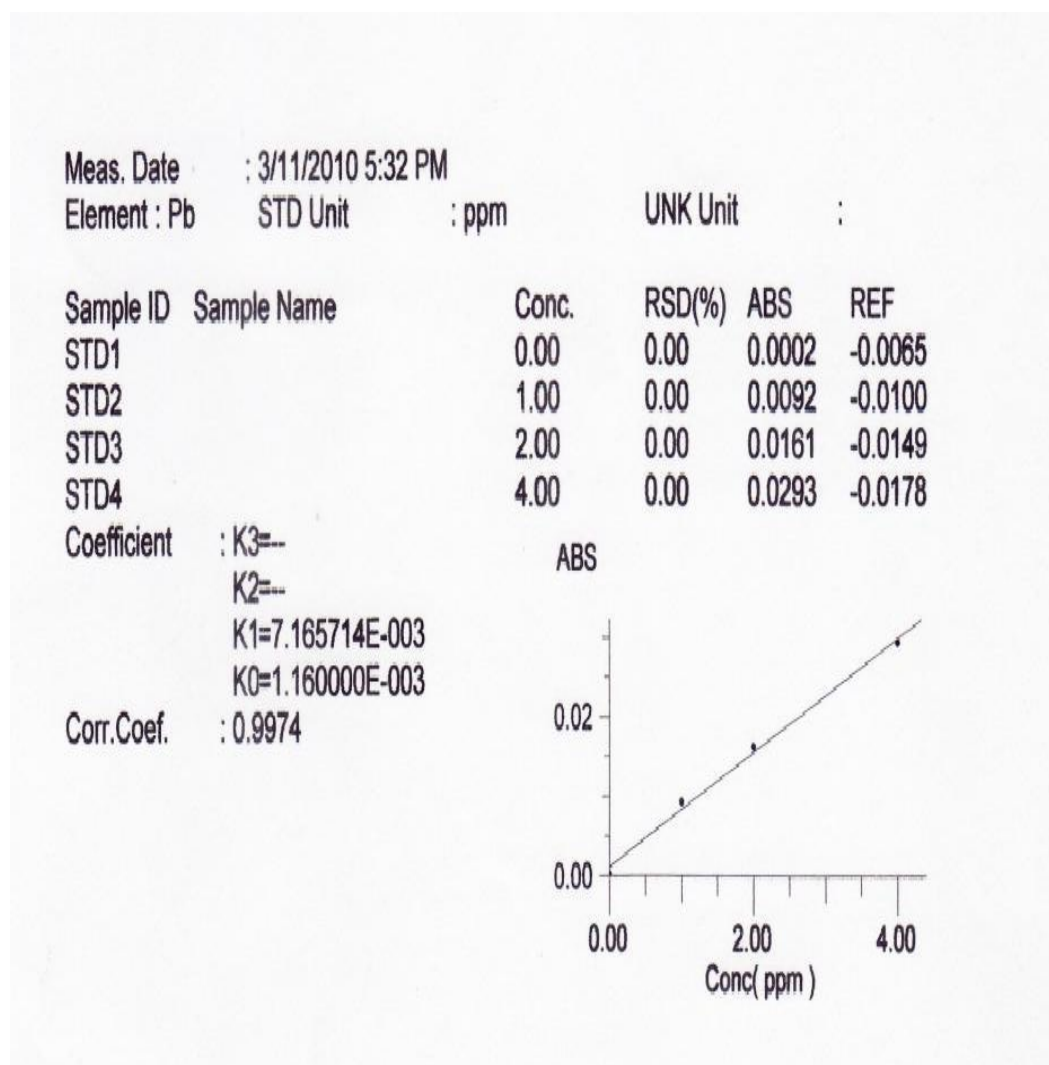 Meas. Date : 3/11/2010 5:32 PM
Element : Pb STD Unit : ppm UNK Unit :
Sample ID Sample Name Conc. RSD(%) ABS REF
STD1 0.00 0.00 0.0002 -0.0065
STD2 1.00 0.00 0.0092 -0.0100
STD3 2.00 0.00 0.0161 -0.0149
STD4 4.00 0.00 0.0293 -0.0178
Coefficient : K3=--
K2=--
K1=7.165714E-003
K0=1.160000E-003
Corr.Coef. : 0.9974
ABS
0.02
0.00
0.00 2.00 4.00
Conc( ppm )